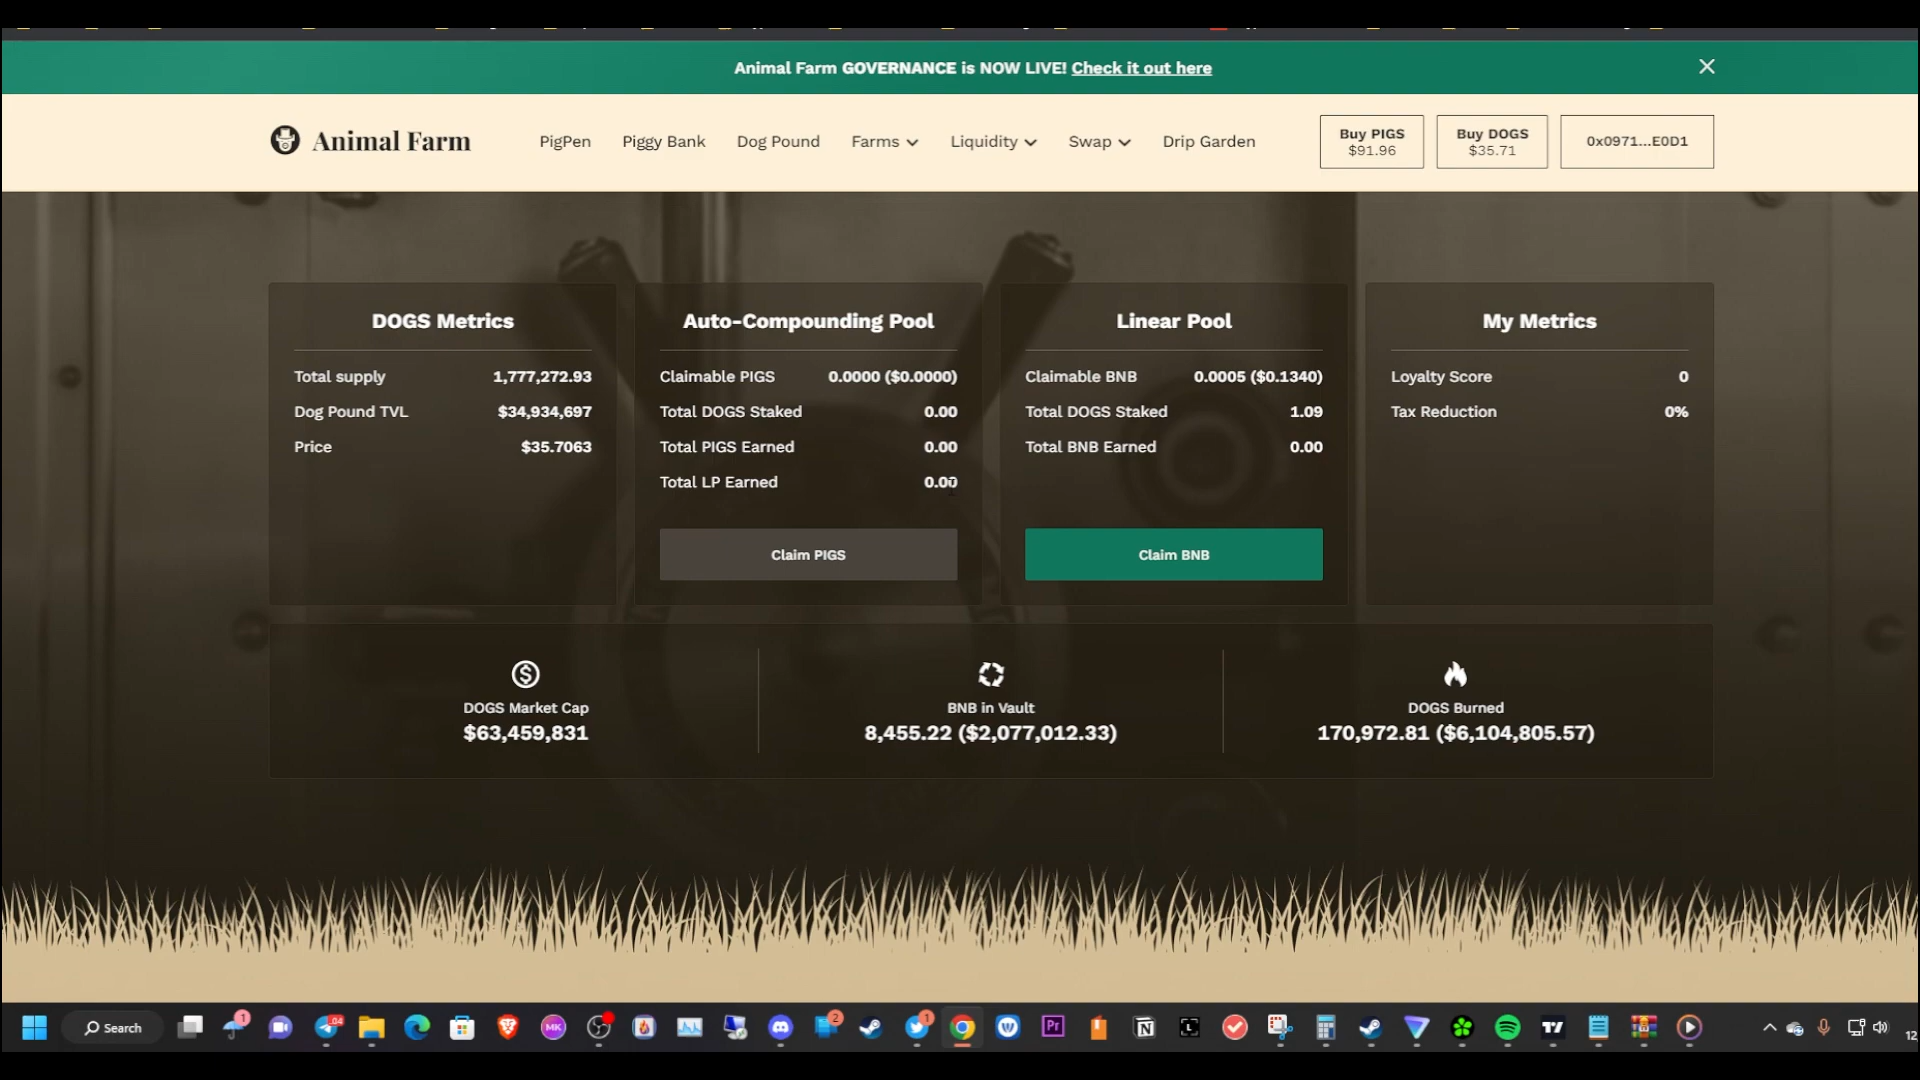 Animal Farm GOVERNANCE is NOW LIVE! Check it out here
Animal Farm
PigPen
Piggy Bank
Dog Pound
Farms
Liquidity
Swap
Drip Garden
Buy PIGS
$91.96
Buy DOGS
$35.71
0x0971...E0D1
DOGS Metrics
Total supply 1,777,272.93
Dog Pound TVL $34,934,697
Price $35.7063
Auto-Compounding Pool
Claimable PIGS 0.0000 ($0.0000)
Total DOGS Staked 0.00
Total PIGS Earned 0.00
Total LP Earned 0.00
Claim PIGS
Linear Pool
Claimable BNB 0.0005 ($0.1340)
Total DOGS Staked 1.09
Total BNB Earned 0.00
Claim BNB
My Metrics
Loyalty Score 0
Tax Reduction 0%
DOGS Market Cap
$63,459,831
BNB in Vault
8,455.22 ($2,077,012.33)
DOGS Burned
170,972.81 ($6,104,805.57)
Search